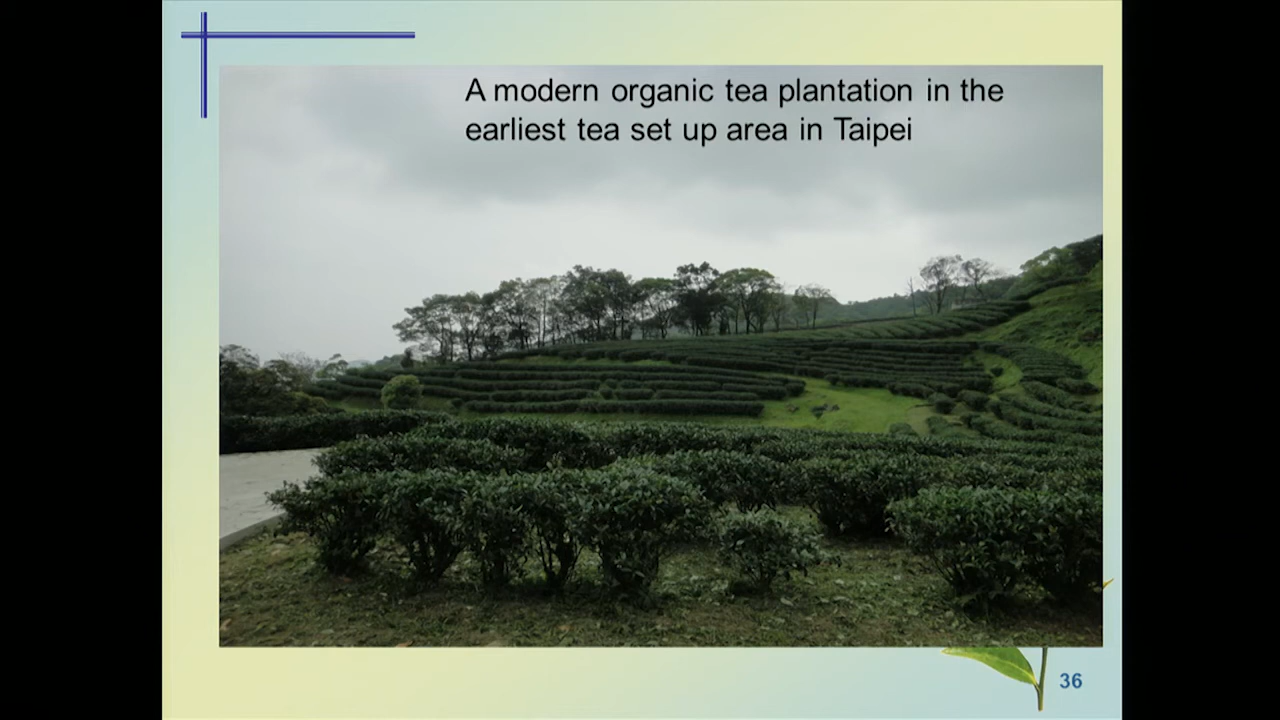 A modern organic tea plantation in the
earliest tea set up area in Taipei
36